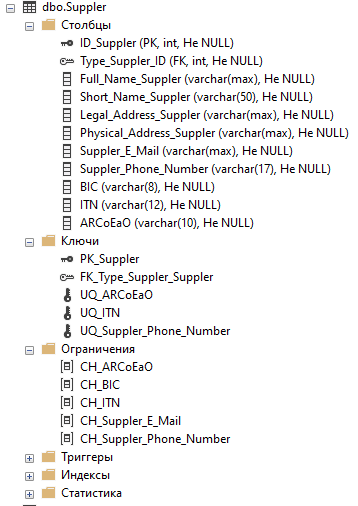 dbo.Suppler
Столбцы
ID_Suppler (PK, int, Не NULL)
Type_Suppler_ID (FK, int, Не NULL)
Full_Name_Suppler (varchar(max), Не NULL)
Short_Name_Suppler (varchar(50), Не NULL)
Legal_Address_Suppler (varchar(max), Не NULL)
Physical_Address_Suppler (varchar(max), Не NULL)
Suppler_E_Mail (varchar(max), Не NULL)
Suppler_Phone_Number (varchar(17), Не NULL)
BIC (varchar(8), Не NULL)
ITN (varchar(12), Не NULL)
ARCoEaO (varchar(10), Не NULL)
Ключи
PK_Suppler
FK_Type_Suppler_Suppler
UQ_ARCoEaO
UQ_ITN
UQ_Suppler_Phone_Number
Ограничения
CH_ARCoEaO
CH_BIC
CH_ITN
CH_Suppler_E_Mail
CH_Suppler_Phone_Number
Триггеры
Индексы
Статистика